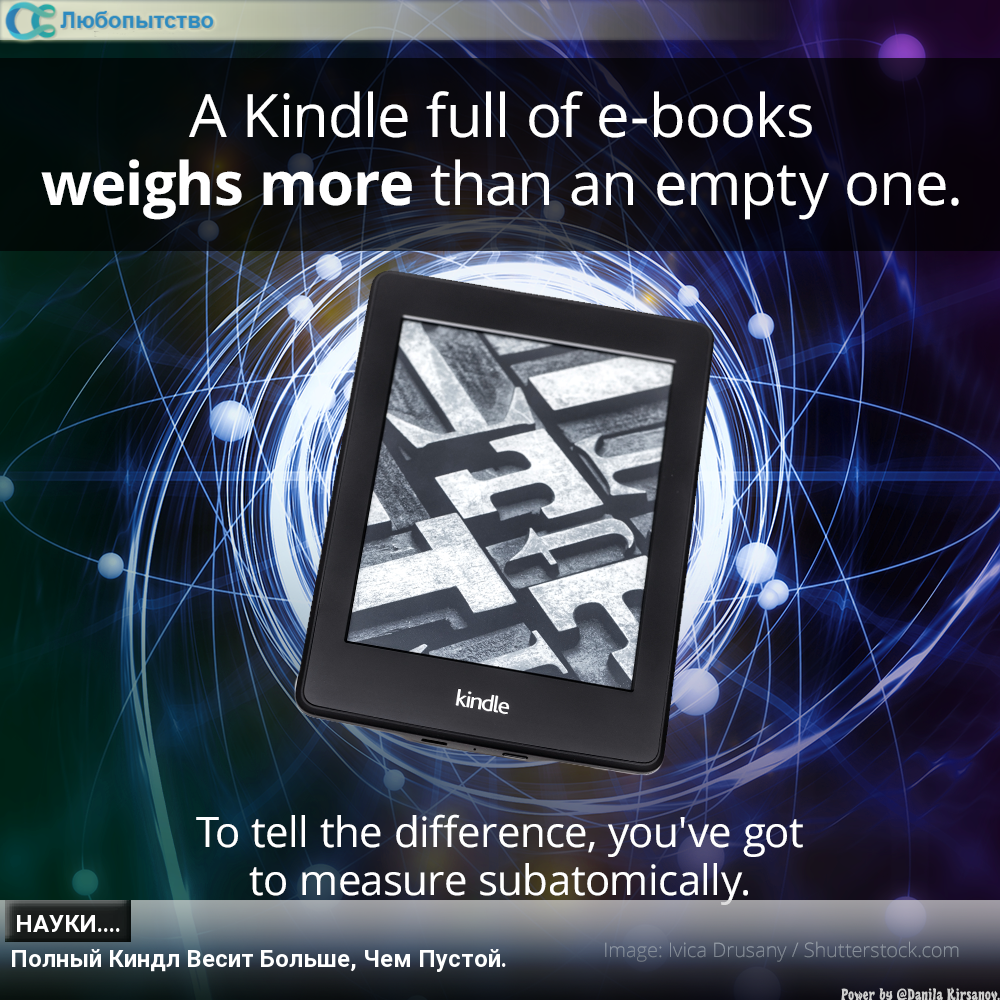 Любопытство
A Kindle full of e-books
weighs more than an empty one.
kindle
To tell the difference, you've got
to measure subatomically.
НАУКИ....
Полный Киндл Весит Больше, Чем Пустой.
Image: Ivica Drusany / Shutterstock.com
Power by @Danila Kirsanov